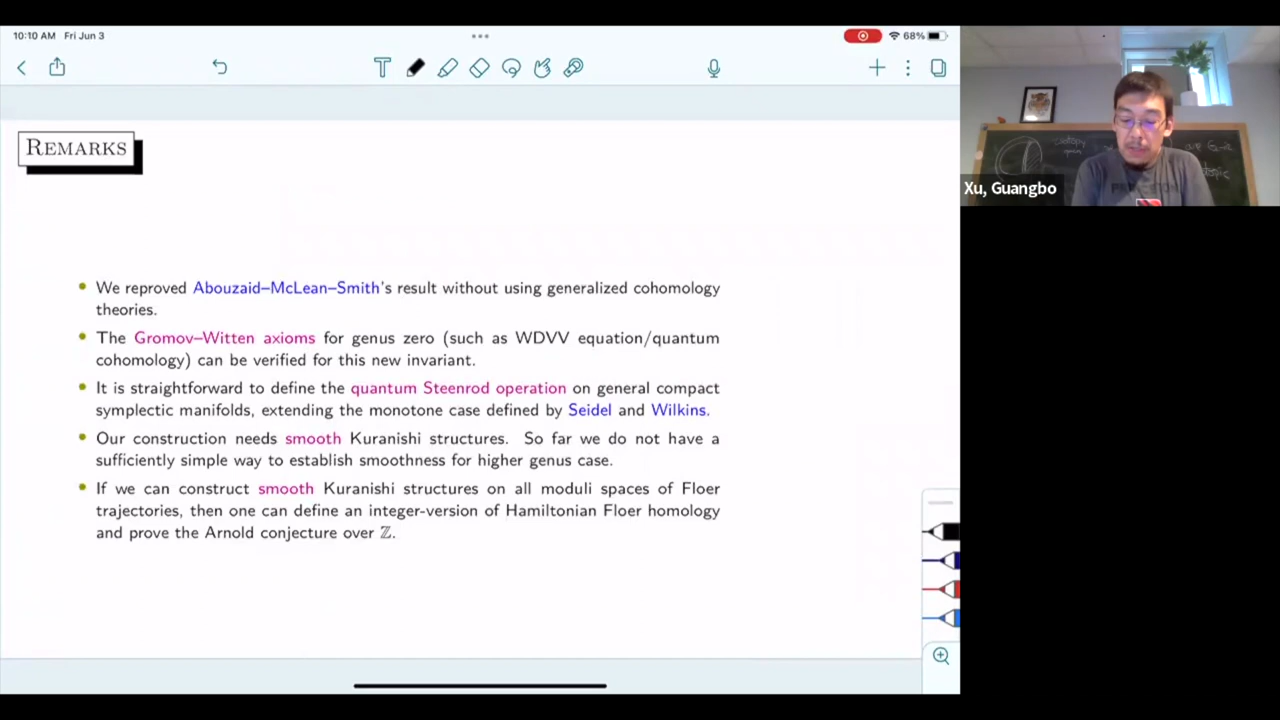 10:10 AM Fri Jun 3
68%
REMARKS
Xu, Guangbo
• We reproved Abouzaid–McLean–Smith's result without using generalized cohomology
theories.
• The Gromov–Witten axioms for genus zero (such as WDVV equation/quantum
cohomology) can be verified for this new invariant.
• It is straightforward to define the quantum Steenrod operation on general compact
symplectic manifolds, extending the monotone case defined by Seidel and Wilkins.
• Our construction needs smooth Kuranishi structures. So far we do not have a
sufficiently simple way to establish smoothness for higher genus case.
• If we can construct smooth Kuranishi structures on all moduli spaces of Floer
trajectories, then one can define an integer-version of Hamiltonian Floer homology
and prove the Arnold conjecture over ℤ.